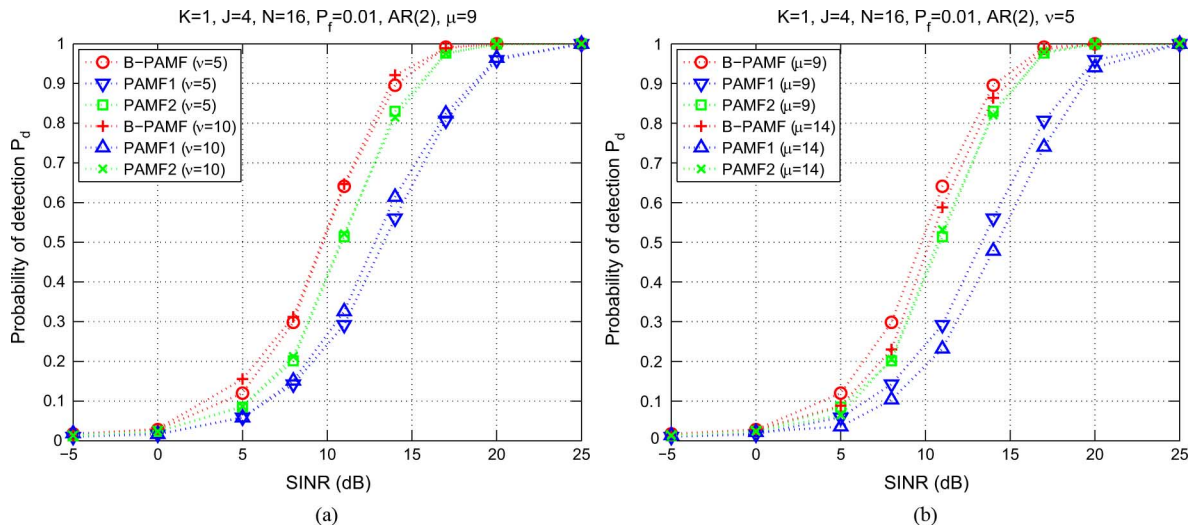 K=1, J=4, N=16, P_f=0.01, AR(2), μ=9
1
0.9
0.8
0.7
0.6
0.5
0.4
0.3
0.2
0.1
0
Probability of detection P_d
B-PAMF (ν=5)
PAMF1 (ν=5)
PAMF2 (ν=5)
B-PAMF (ν=10)
PAMF1 (ν=10)
PAMF2 (ν=10)
−5 0 5 10 15 20 25
SINR (dB)
(a)
K=1, J=4, N=16, P_f=0.01, AR(2), ν=5
1
0.9
0.8
0.7
0.6
0.5
0.4
0.3
0.2
0.1
0
Probability of detection P_d
B-PAMF (μ=9)
PAMF1 (μ=9)
PAMF2 (μ=9)
B-PAMF (μ=14)
PAMF1 (μ=14)
PAMF2 (μ=14)
−5 0 5 10 15 20 25
SINR (dB)
(b)